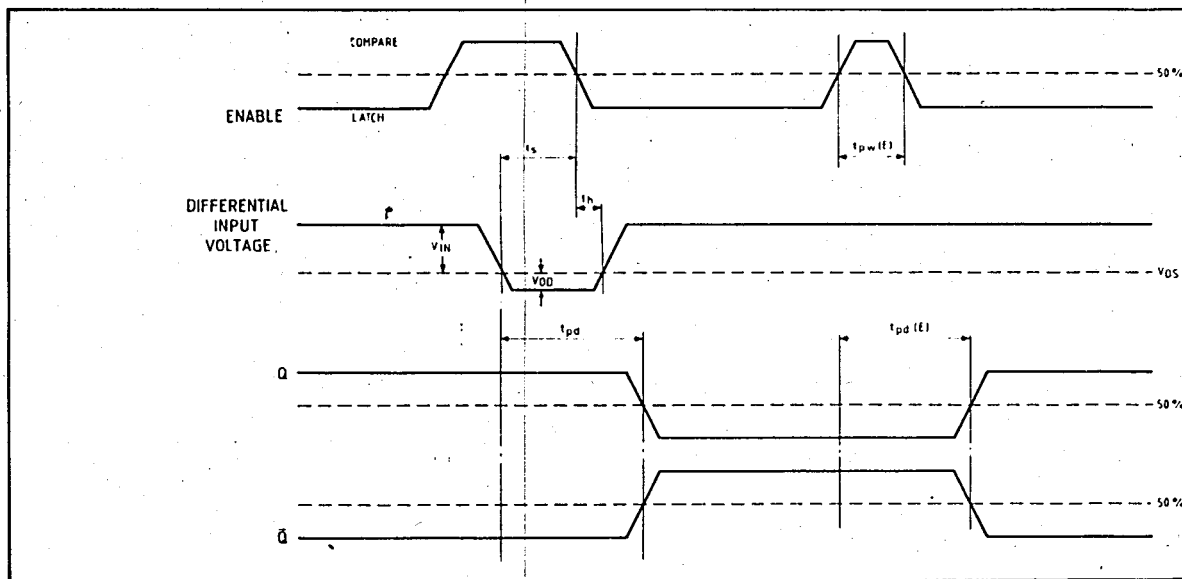 COMPARE
50%
ENABLE
LATCH
ts
tpw(E)
DIFFERENTIAL
INPUT
VOLTAGE
th
VIN
VOD
VOS
tpd
tpd(E)
Q
50%
50%
Q̄